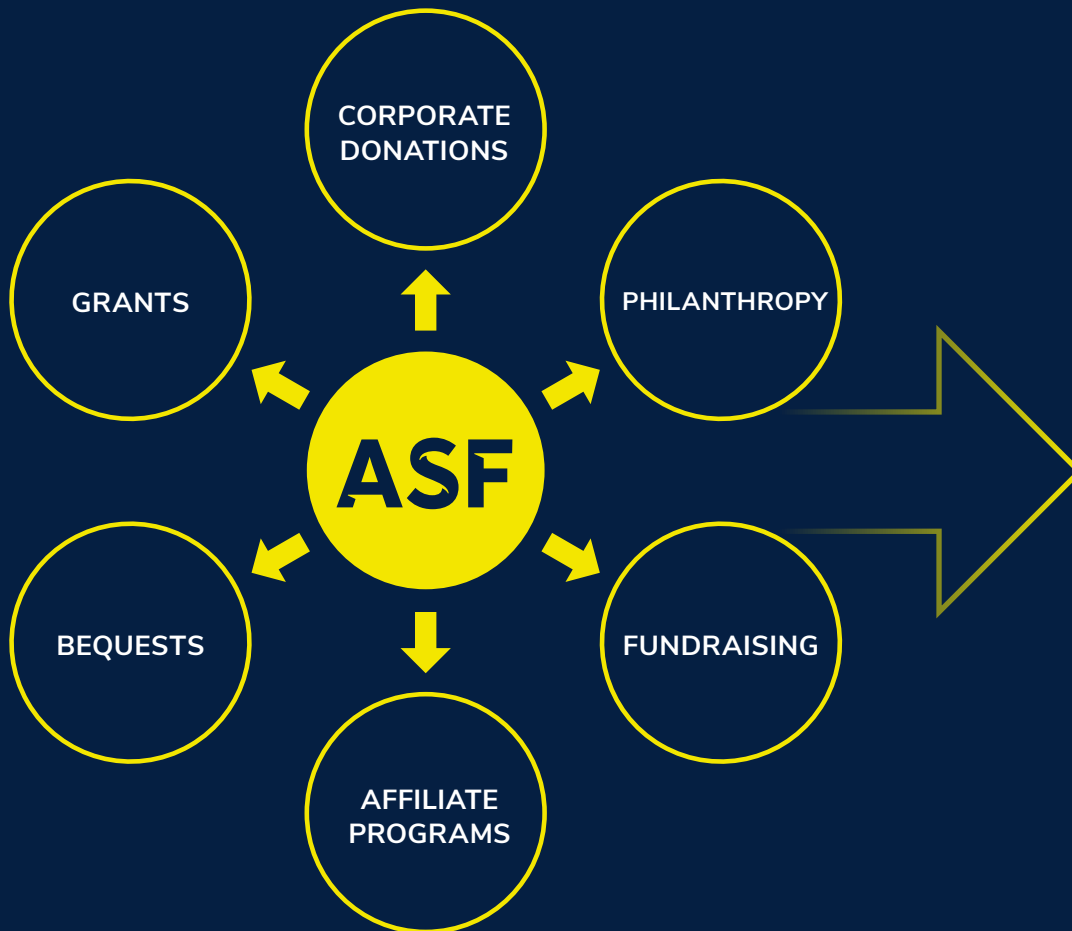 CORPORATE
DONATIONS
GRANTS
PHILANTHROPY
ASF
BEQUESTS
FUNDRAISING
AFFILIATE
PROGRAMS